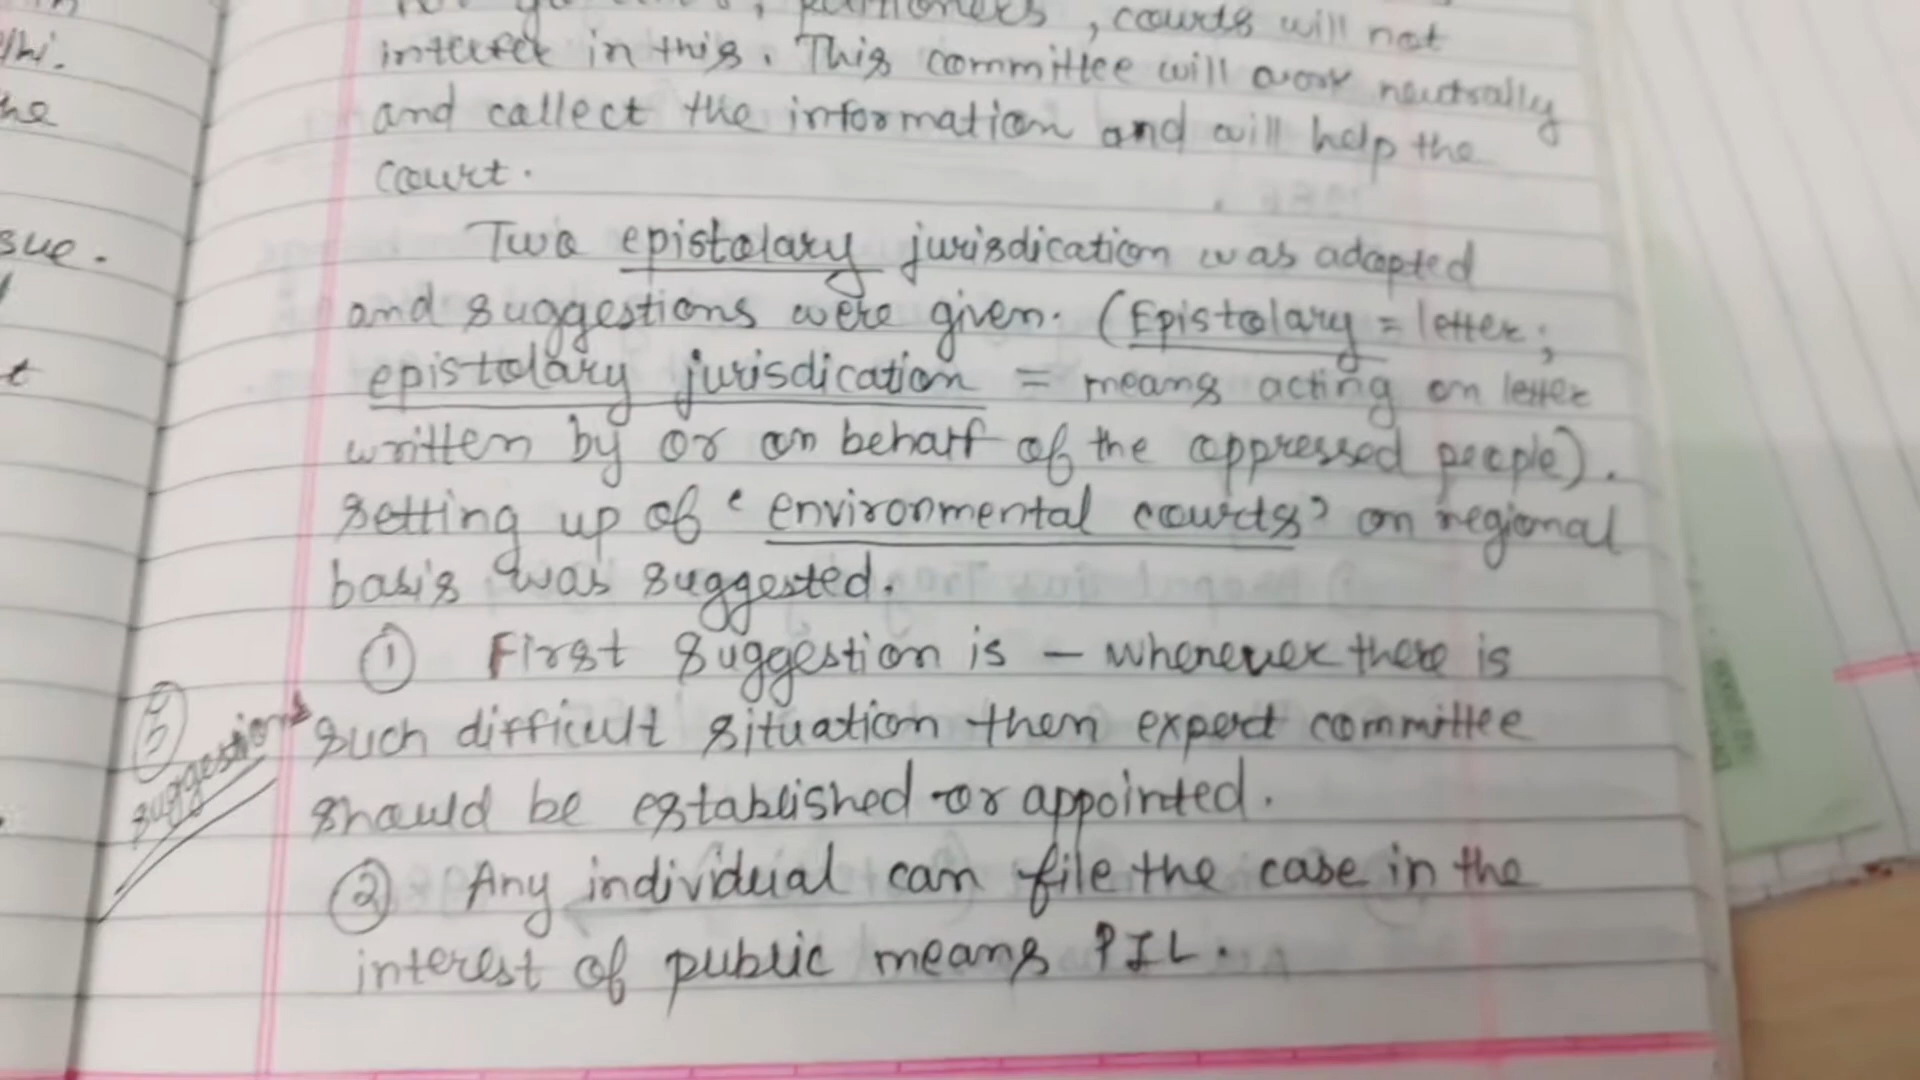 , courts will not
interfer in this. This committee will work neutrally
and collect the information and will help the
court.
Two epistolary jurisdication was adopted
and suggestions were given. (Epistolary = letter;
epistolary jurisdication = means acting on letter
written by or on behalf of the oppressed people).
setting up of 'environmental courts' on regional
basis was suggested.
① First suggestion is - whenever there is
such difficult situation then expert committee
should be established or appointed.
② Any individual can file the case in the
interest of public means PIL.
suggestions
sue.